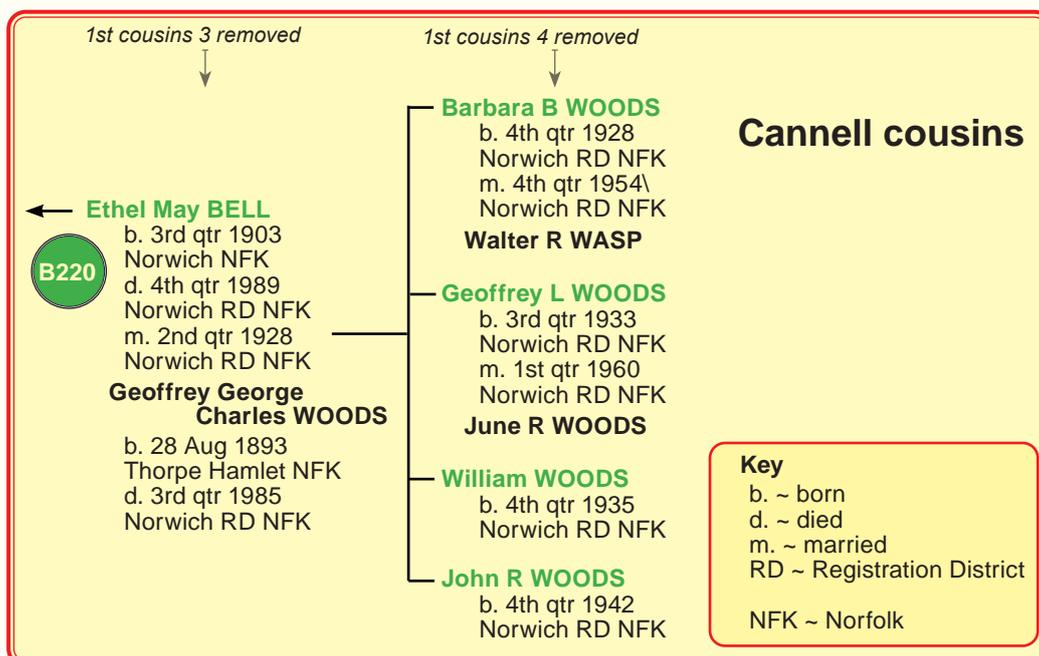 1st cousins 3 removed
1st cousins 4 removed
Cannell cousins
Ethel May BELL
b. 3rd qtr 1903
Norwich NFK
d. 4th qtr 1989
Norwich RD NFK
m. 2nd qtr 1928
Norwich RD NFK
B220
Geoffrey George
Charles WOODS
b. 28 Aug 1893
Thorpe Hamlet NFK
d. 3rd qtr 1985
Norwich RD NFK
Barbara B WOODS
b. 4th qtr 1928
Norwich RD NFK
m. 4th qtr 1954\
Norwich RD NFK
Walter R WASP
Geoffrey L WOODS
b. 3rd qtr 1933
Norwich RD NFK
m. 1st qtr 1960
Norwich RD NFK
June R WOODS
William WOODS
b. 4th qtr 1935
Norwich RD NFK
John R WOODS
b. 4th qtr 1942
Norwich RD NFK
Key
b. ~ born
d. ~ died
m. ~ married
RD ~ Registration District
NFK ~ Norfolk